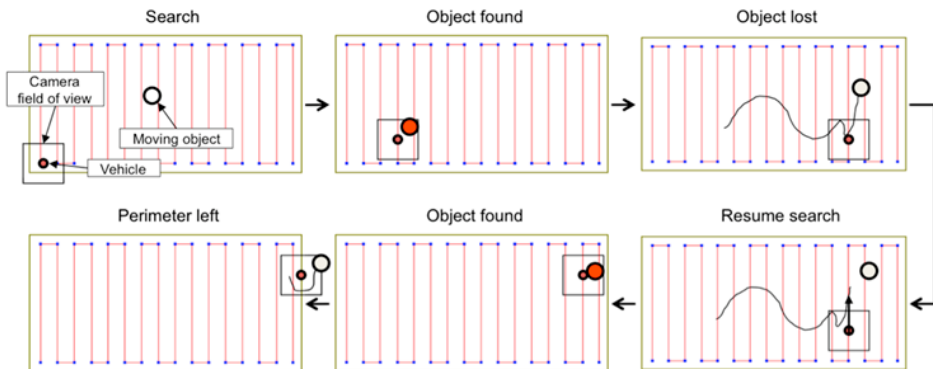 Search
Object found
Object lost
Camera
field of view
Moving object
Vehicle
Perimeter left
Object found
Resume search